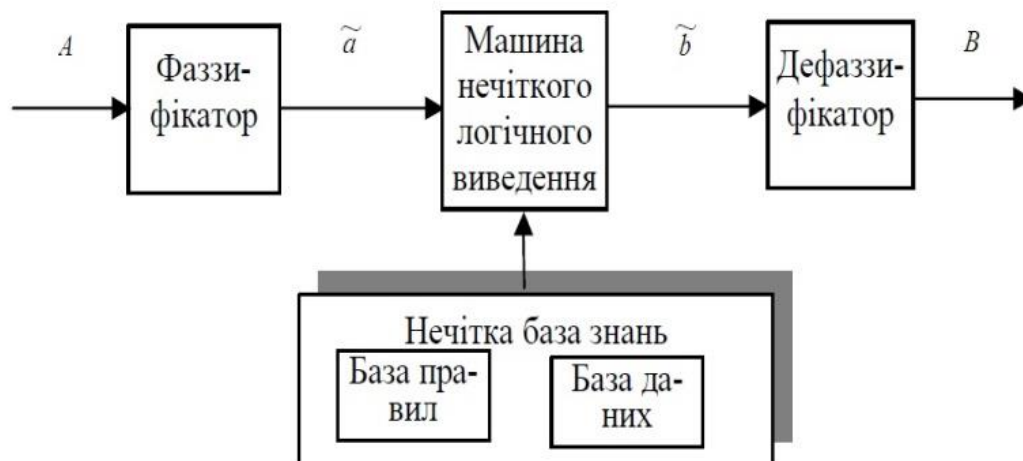 A
Фаззи-
фікатор
ã
Машина
нечіткого
логічного
виведення
b̃
Дефаззи-
фікатор
B
Нечітка база знань
База пра-
вил
База да-
них